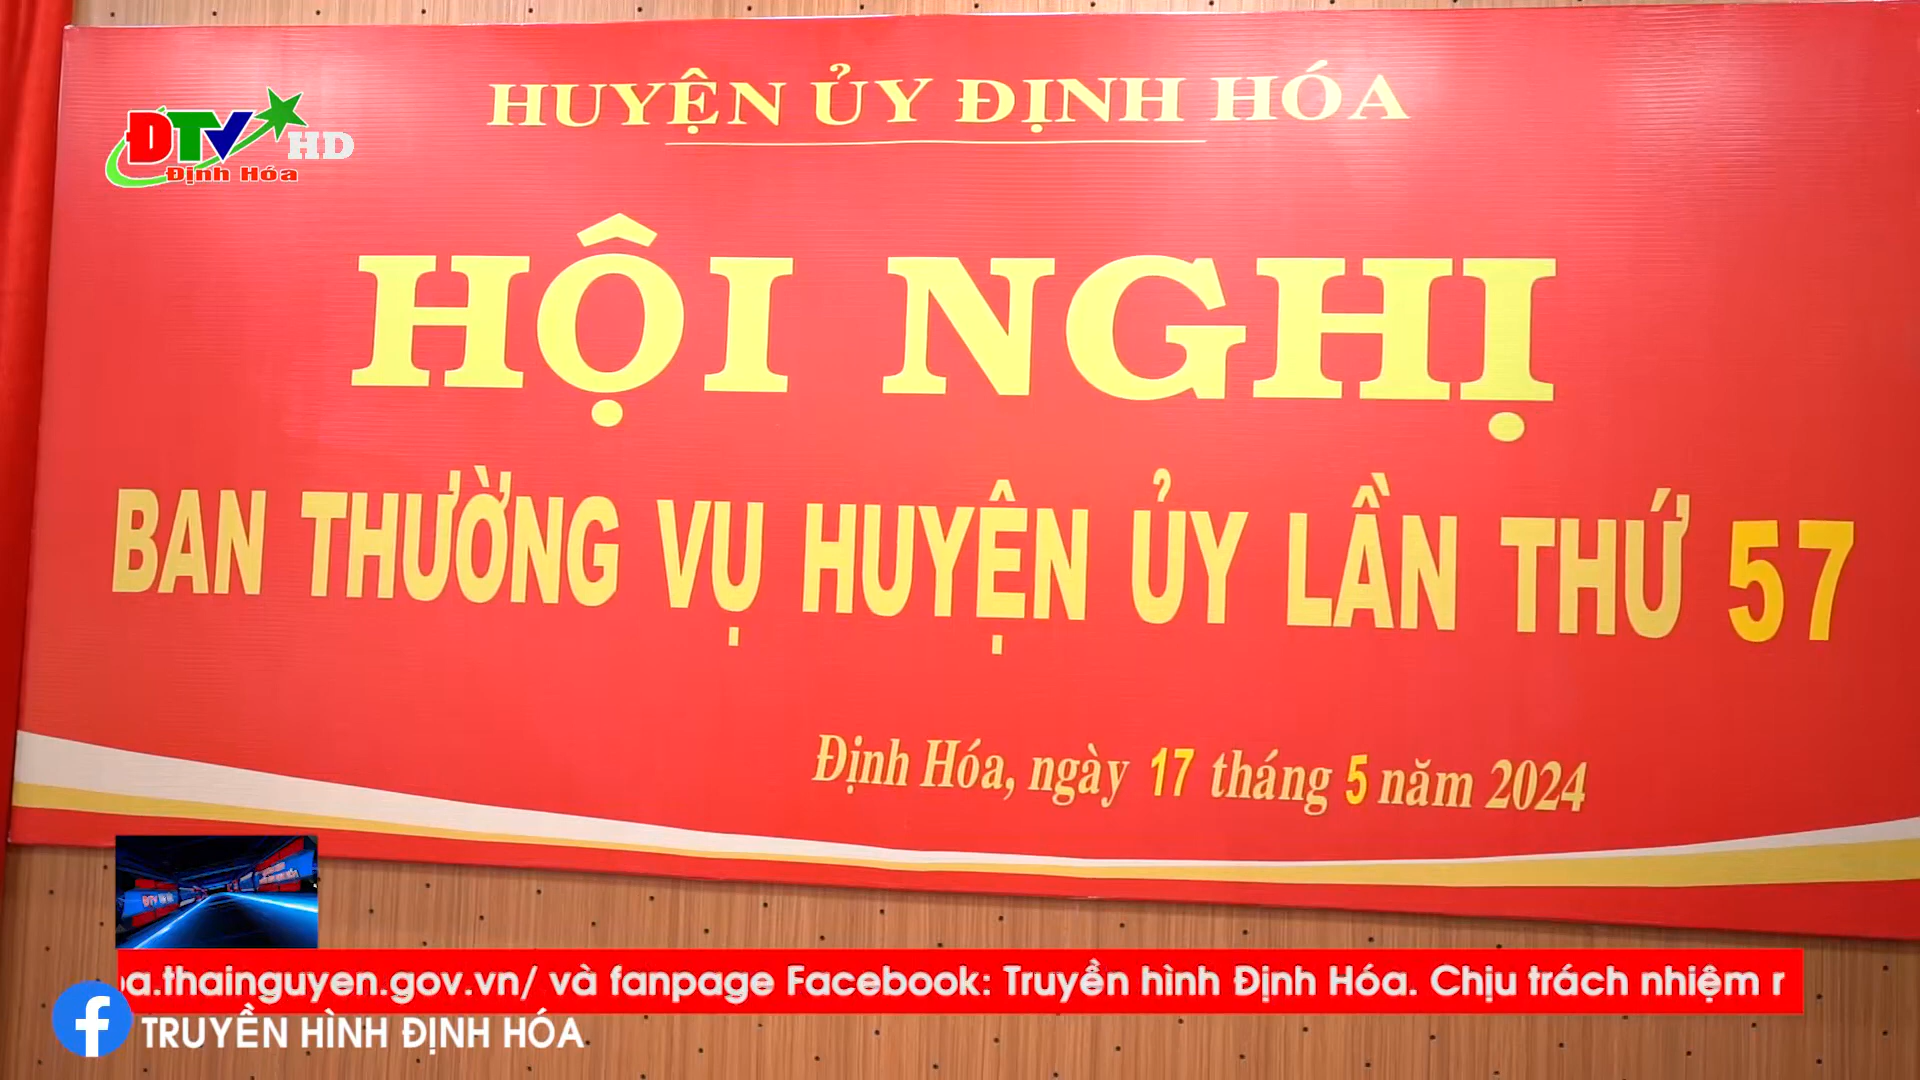 HUYỆN ỦY ĐỊNH HÓA
ĐTV HD
Định Hóa
HỘI NGHỊ
BAN THƯỜNG VỤ HUYỆN ỦY LẦN THỨ 57
Định Hóa, ngày 17 tháng 5 năm 2024
.thainguyen.gov.vn/ và fanpage Facebook: Truyền hình Định Hóa. Chịu trách nhiệm
TRUYỀN HÌNH ĐỊNH HÓA